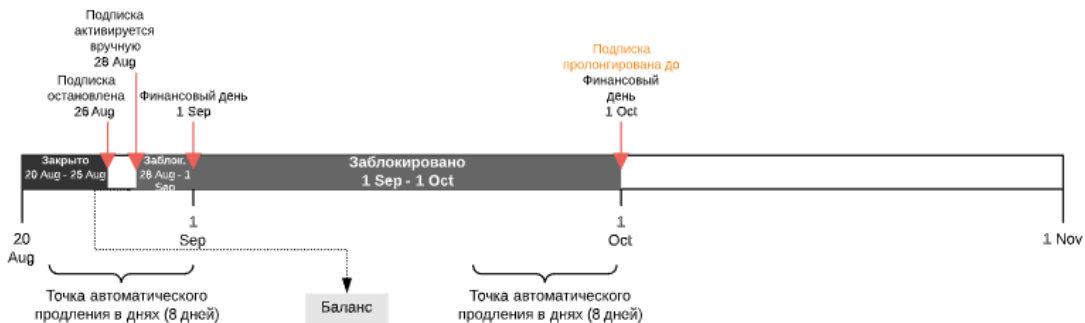 Подписка
активируется
вручную
28 Aug
Подписка
остановлена
26 Aug
Финансовый день
1 Sep
Подписка
пролонгирована до
Финансовый
день
1 Oct
Закрыто
20 Aug - 25 Aug
Заблок.
28 Aug - 1
Sep
Заблокировано
1 Sep - 1 Oct
20
Aug
1
Sep
1
Oct
1 Nov
Точка автоматического
продления в днях (8 дней)
Баланс
Точка автоматического
продления в днях (8 дней)